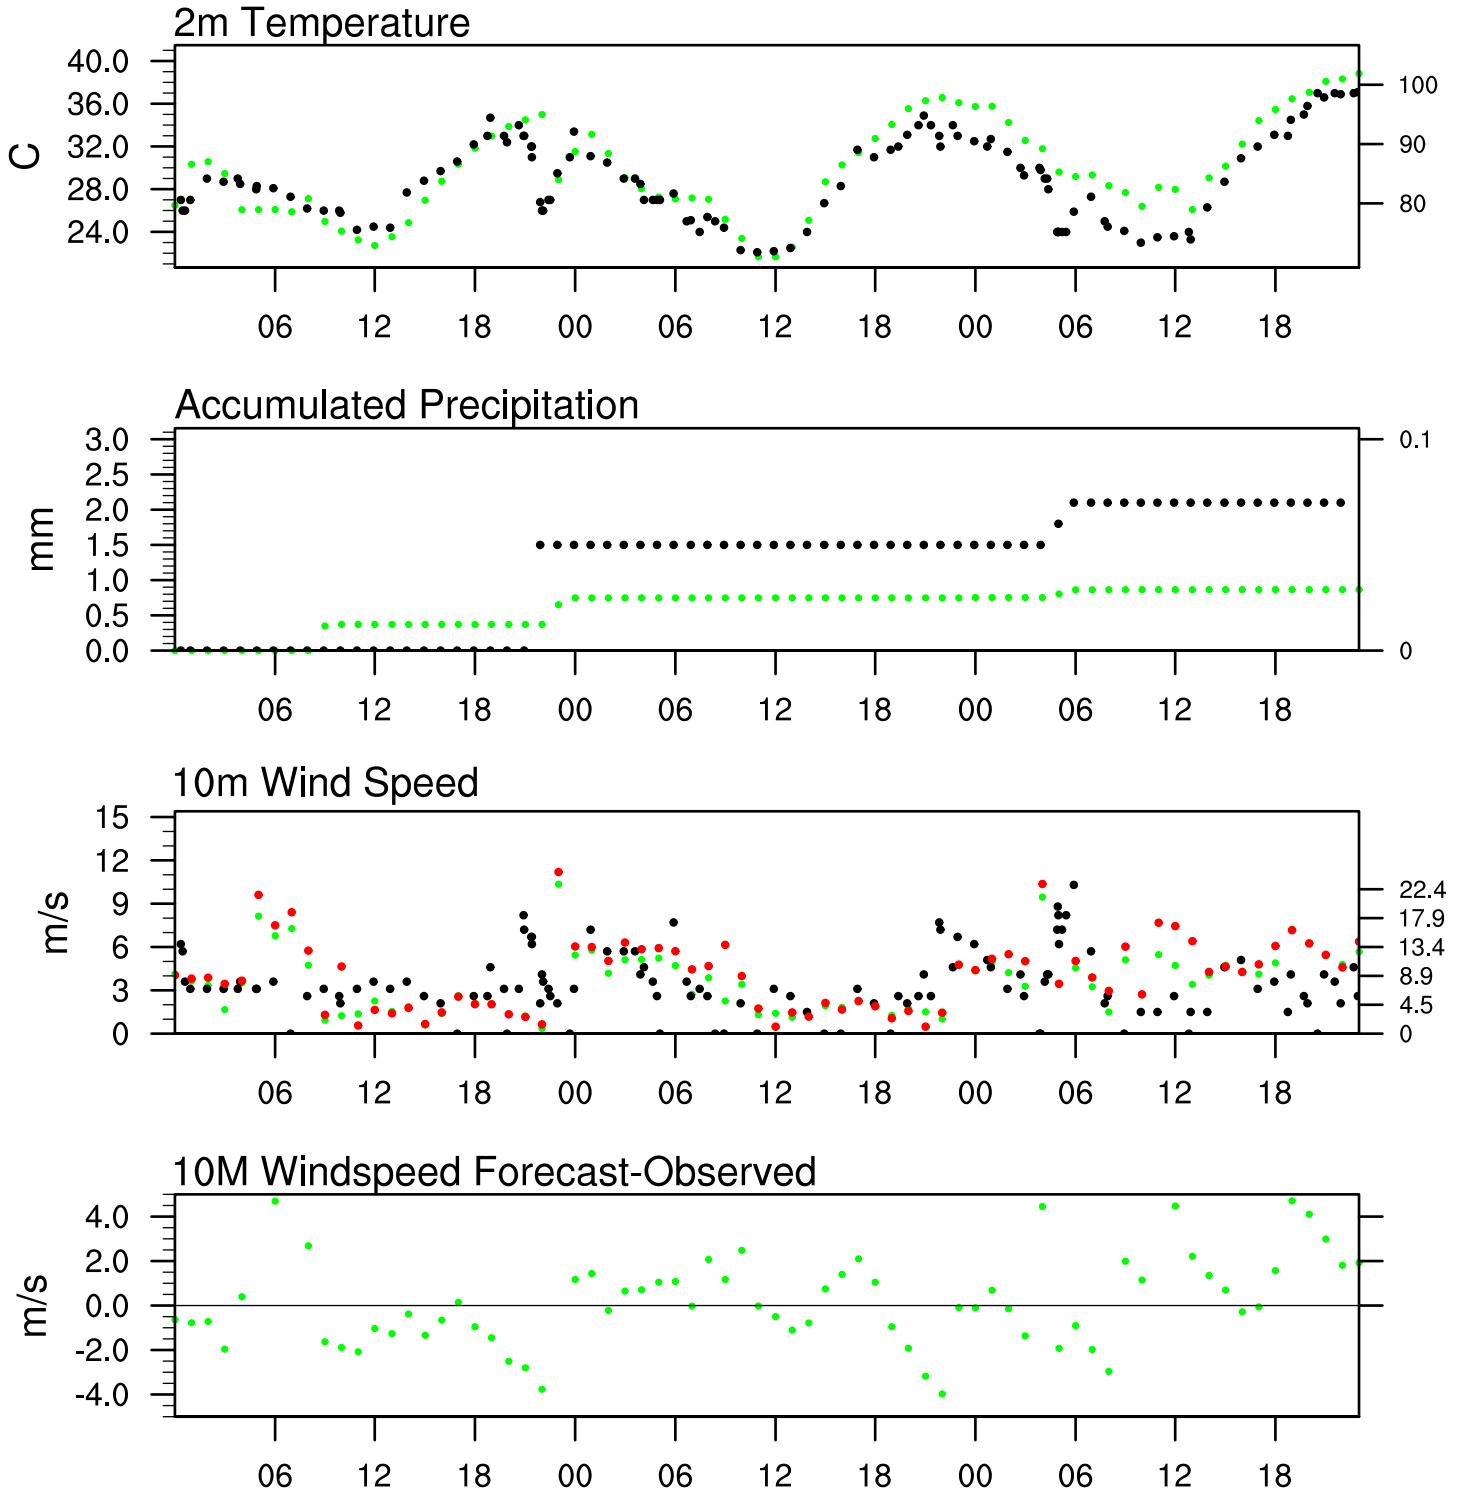 2m Temperature
40.0
36.0
32.0
28.0
24.0
C
100
90
80
06 12 18 00 06 12 18 00 06 12 18
Accumulated Precipitation
3.0
2.5
2.0
1.5
1.0
0.5
0.0
mm
0.1
0
06 12 18 00 06 12 18 00 06 12 18
10m Wind Speed
15
12
9
6
3
0
m/s
22.4
17.9
13.4
8.9
4.5
0
06 12 18 00 06 12 18 00 06 12 18
10M Windspeed Forecast-Observed
4.0
2.0
0.0
-2.0
-4.0
m/s
06 12 18 00 06 12 18 00 06 12 18